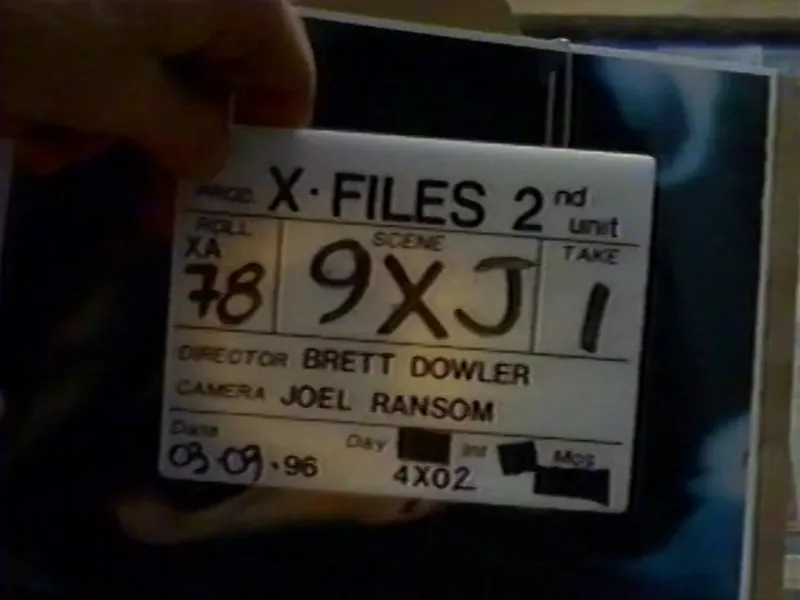 PROD. X·FILES 2nd unit
ROLL SCENE TAKE
XA 78 9XJ 1
DIRECTOR BRETT DOWLER
CAMERA JOEL RANSOM
Date Day Int Mos
03·09·96 4X02